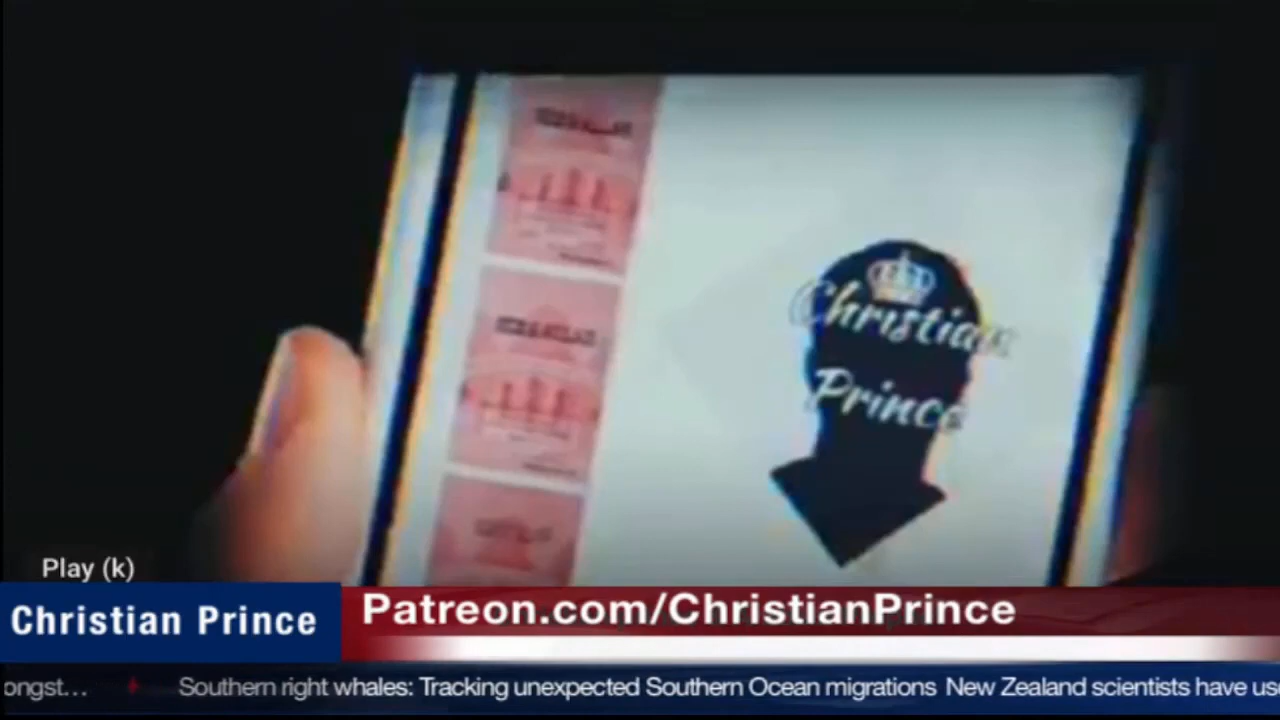 Christian
Prince
Play (k)
Christian Prince
Patreon.com/ChristianPrince
ongst… Southern right whales: Tracking unexpected Southern Ocean migrations New Zealand scientists have us